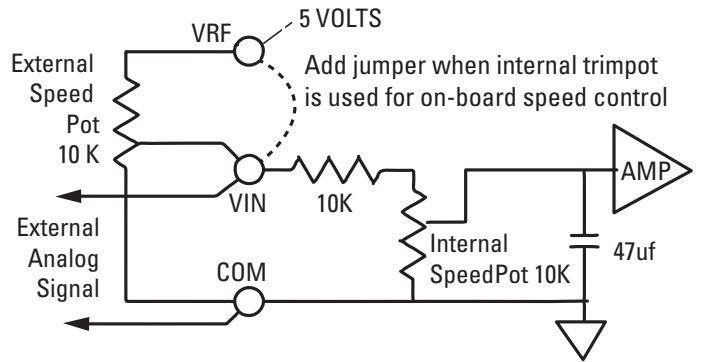 VRF
5 VOLTS
External
Speed
Pot
10 K
Add jumper when internal trimpot
is used for on-board speed control
VIN
10K
AMP
External
Analog
Signal
COM
Internal
SpeedPot 10K
47uf